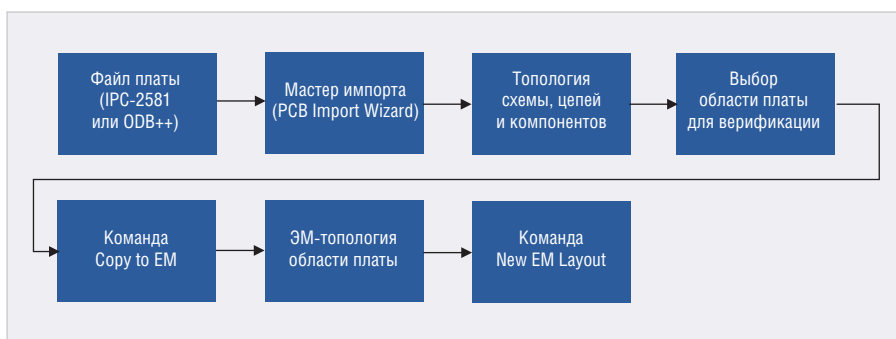 Файл платы
(IPC-2581
или ODB++)
Мастер импорта
(PCB Import Wizard)
Топология
схемы, цепей
и компонентов
Выбор
области платы
для верификации
Команда
Copy to EM
ЭМ-топология
области платы
Команда
New EM Layout